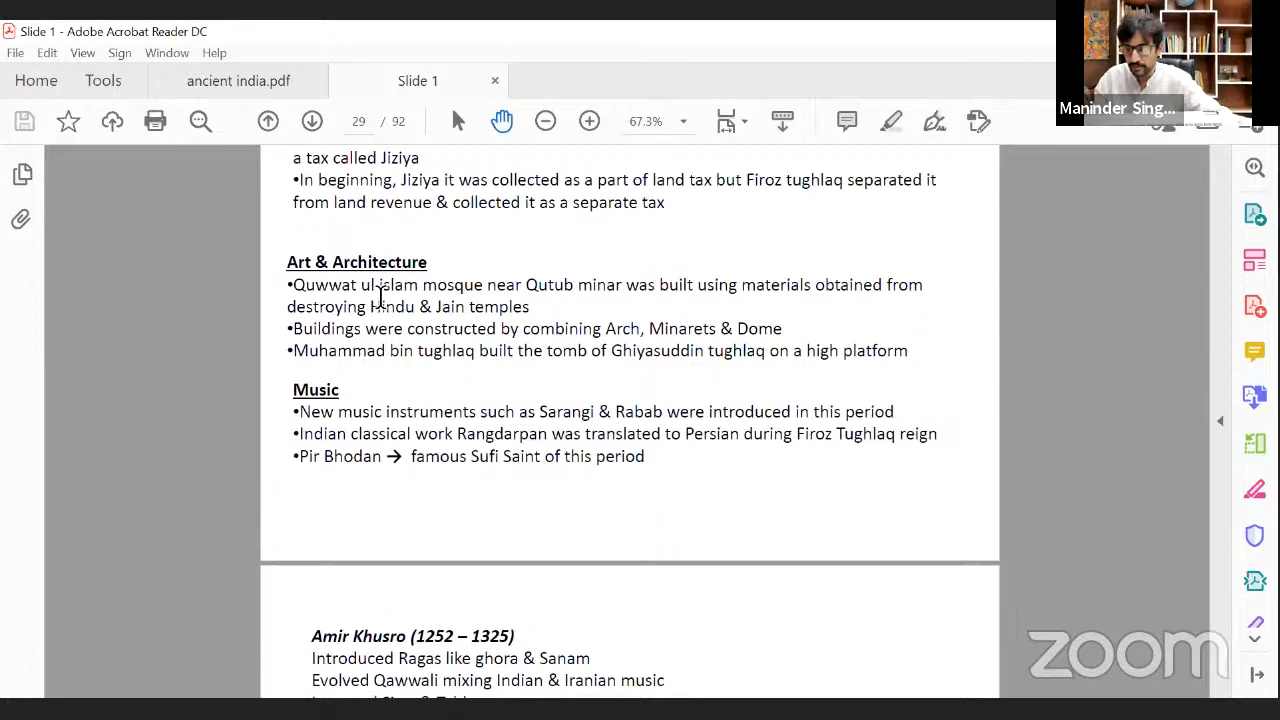 Slide 1 - Adobe Acrobat Reader DC
File Edit View Sign Window Help
Home Tools ancient india.pdf Slide 1 ×
29 / 92 67.3%
Maninder Sing...
a tax called Jiziya
•In beginning, Jiziya it was collected as a part of land tax but Firoz tughlaq separated it
from land revenue & collected it as a separate tax
Art & Architecture
•Quwwat ul islam mosque near Qutub minar was built using materials obtained from
destroying Hindu & Jain temples
•Buildings were constructed by combining Arch, Minarets & Dome
•Muhammad bin tughlaq built the tomb of Ghiyasuddin tughlaq on a high platform
Music
•New music instruments such as Sarangi & Rabab were introduced in this period
•Indian classical work Rangdarpan was translated to Persian during Firoz Tughlaq reign
•Pir Bhodan → famous Sufi Saint of this period
Amir Khusro (1252 – 1325)
Introduced Ragas like ghora & Sanam
Evolved Qawwali mixing Indian & Iranian music
zoom